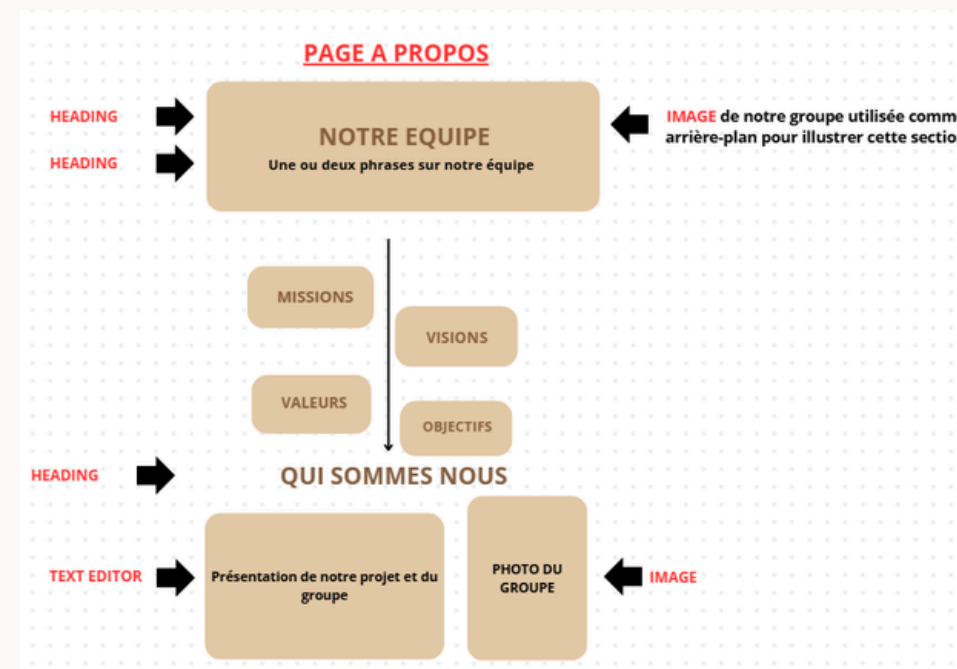 PAGE A PROPOS
HEADING
HEADING
NOTRE EQUIPE
Une ou deux phrases sur notre équipe
IMAGE de notre groupe utilisée comm
arrière-plan pour illustrer cette sectio
MISSIONS
VISIONS
VALEURS
OBJECTIFS
HEADING
QUI SOMMES NOUS
TEXT EDITOR
Présentation de notre projet et du
groupe
PHOTO DU
GROUPE
IMAGE